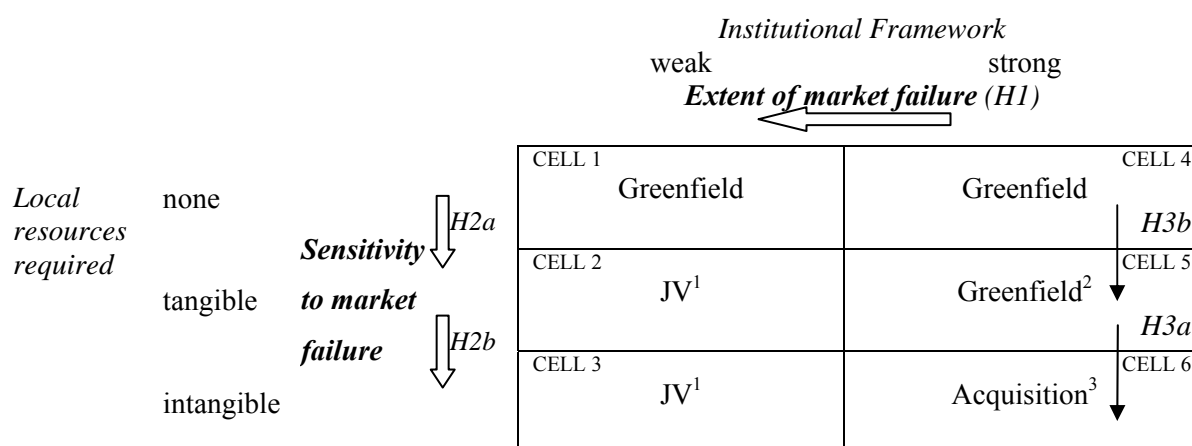 Institutional Framework
weak strong
Extent of market failure (H1)
CELL 1 CELL 4
Greenfield Greenfield
Local resources required
none
H2a
H3b
Sensitivity to market failure
CELL 2 CELL 5
tangible
JV¹ Greenfield²
H3a
H2b
CELL 3 CELL 6
intangible
JV¹ Acquisition³